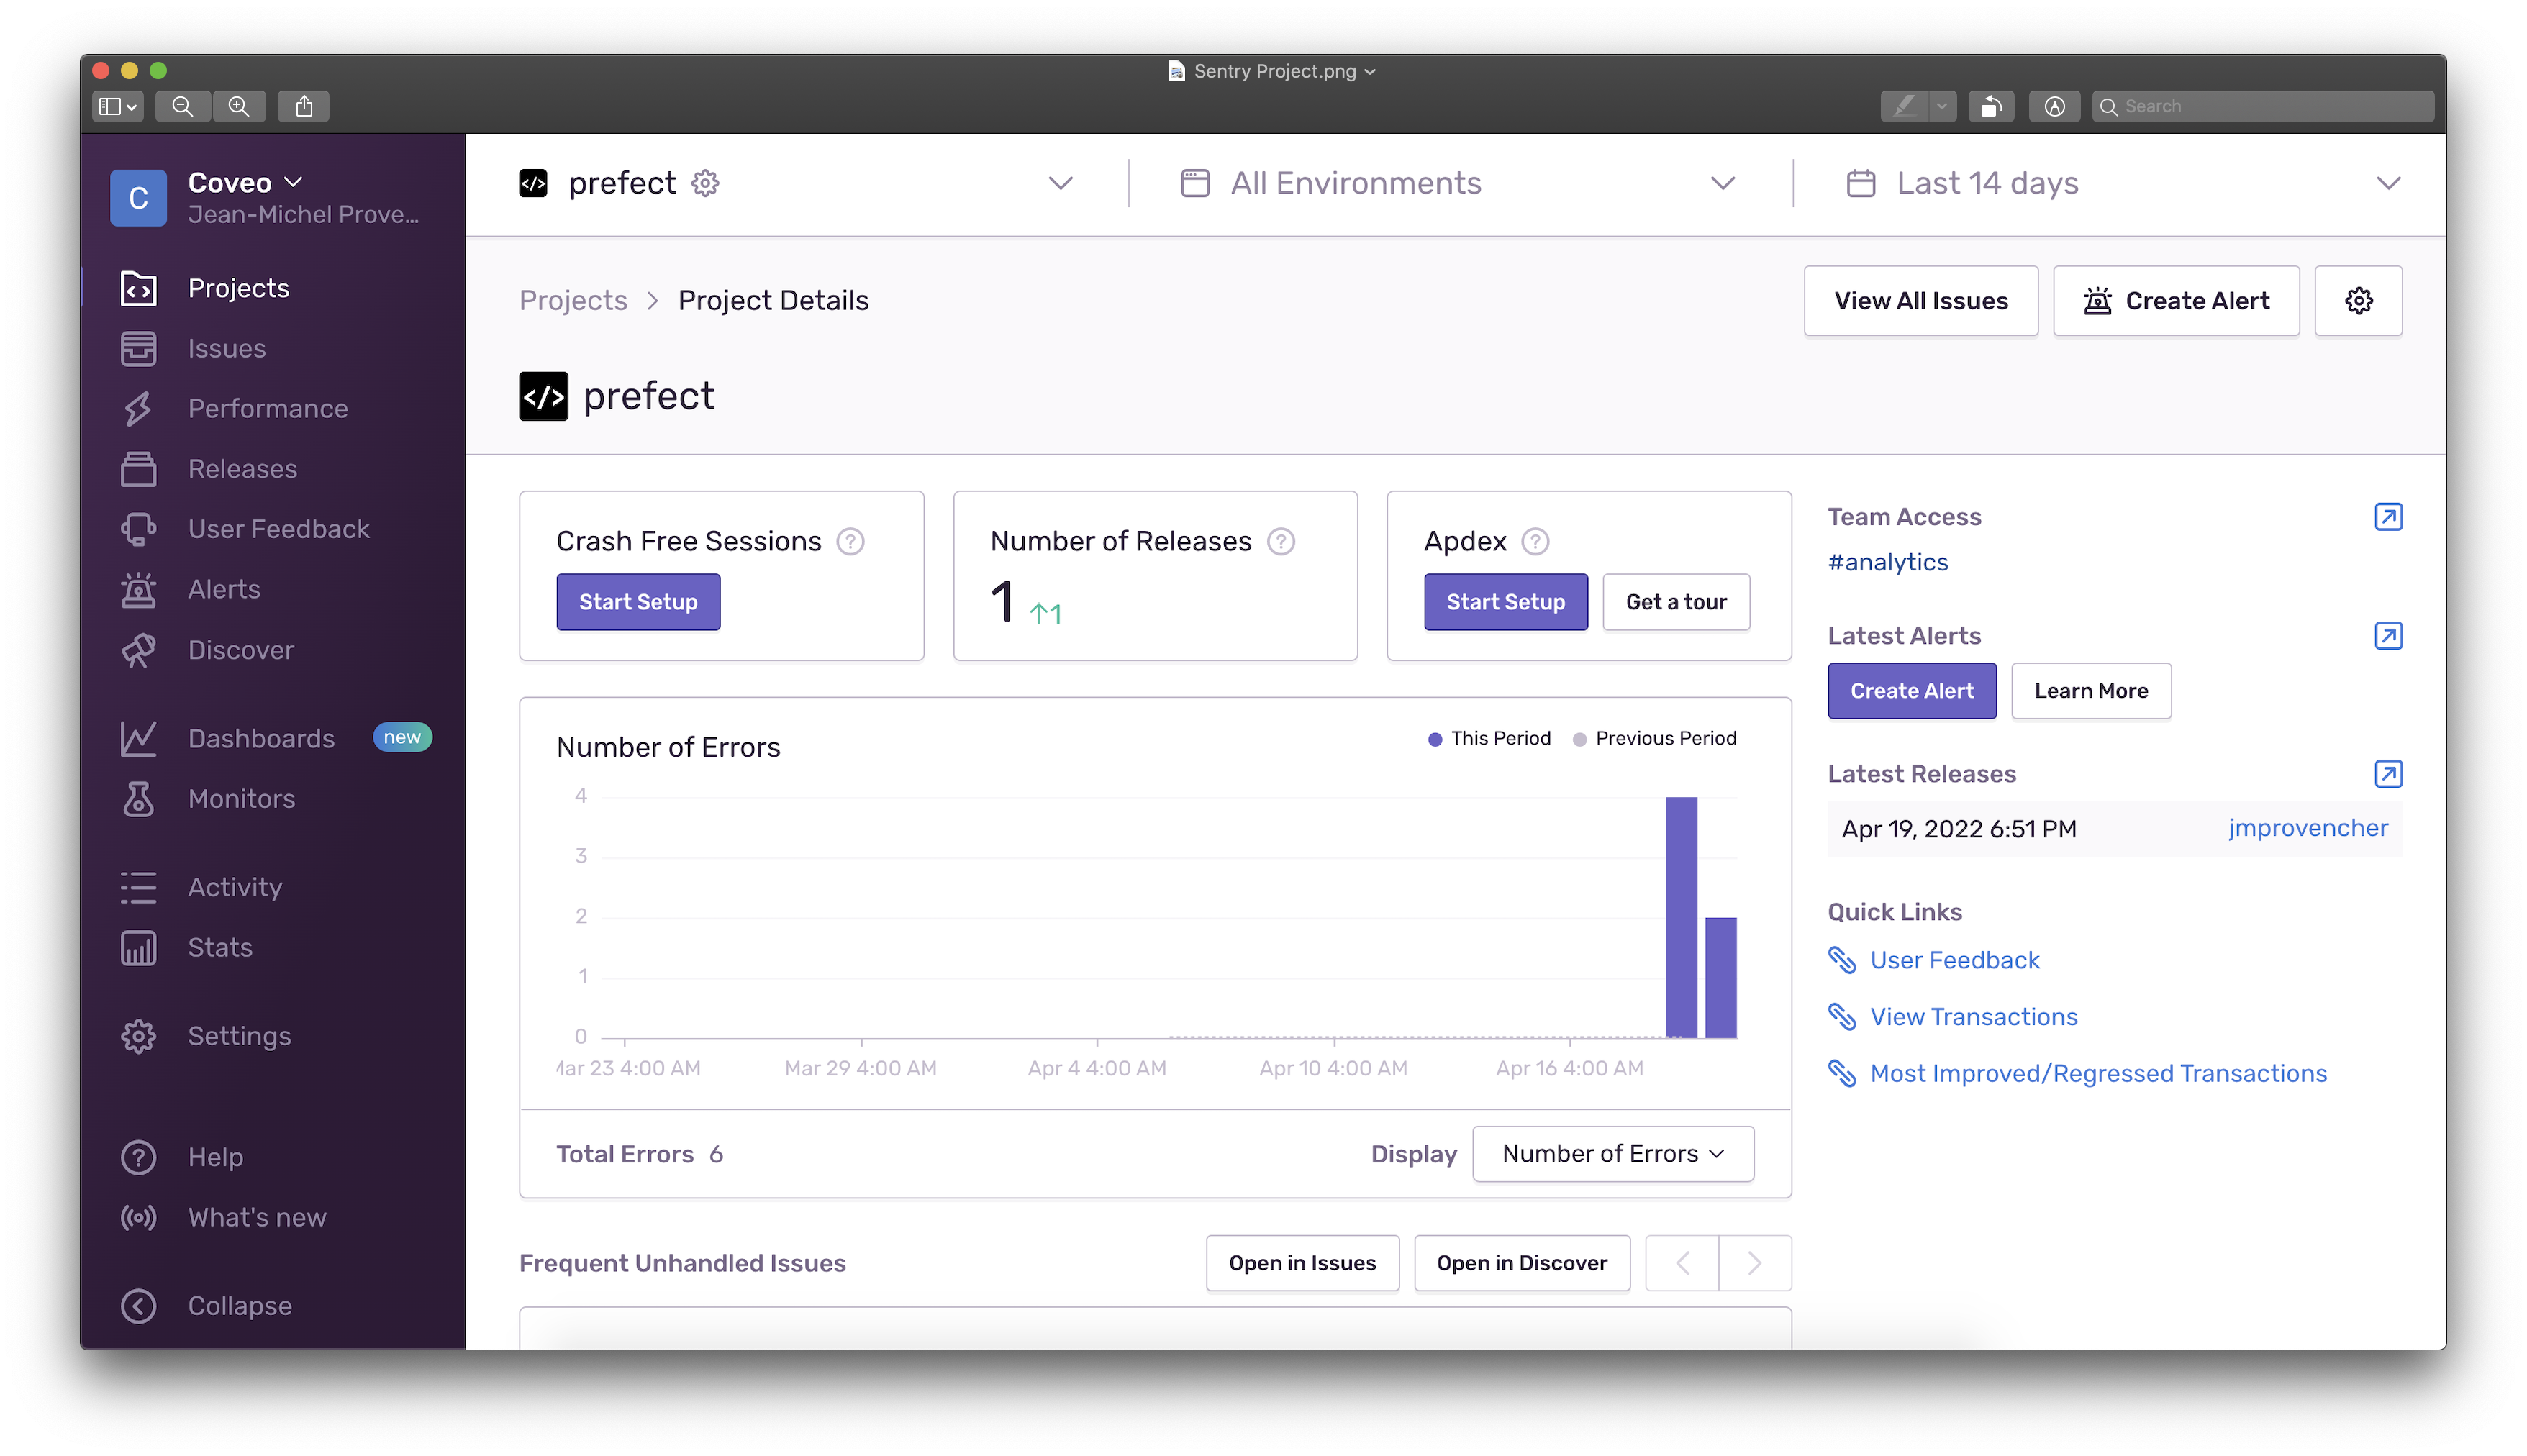 Sentry Project.png
Search
C
Coveo
Jean-Michel Prove...
Projects
Issues
Performance
Releases
User Feedback
Alerts
Discover
Dashboards new
Monitors
Activity
Stats
Settings
Help
What's new
Collapse
</> prefect
All Environments
Last 14 days
Projects > Project Details
View All Issues
Create Alert
</> prefect
Crash Free Sessions ?
Start Setup
Number of Releases ?
1 ↑1
Apdex ?
Start Setup
Get a tour
Number of Errors
This Period
Previous Period
4
3
2
1
0
Mar 23 4:00 AM
Mar 29 4:00 AM
Apr 4 4:00 AM
Apr 10 4:00 AM
Apr 16 4:00 AM
Total Errors 6
Display
Number of Errors
Frequent Unhandled Issues
Open in Issues
Open in Discover
Team Access
#analytics
Latest Alerts
Create Alert
Learn More
Latest Releases
Apr 19, 2022 6:51 PM
jmprovencher
Quick Links
User Feedback
View Transactions
Most Improved/Regressed Transactions